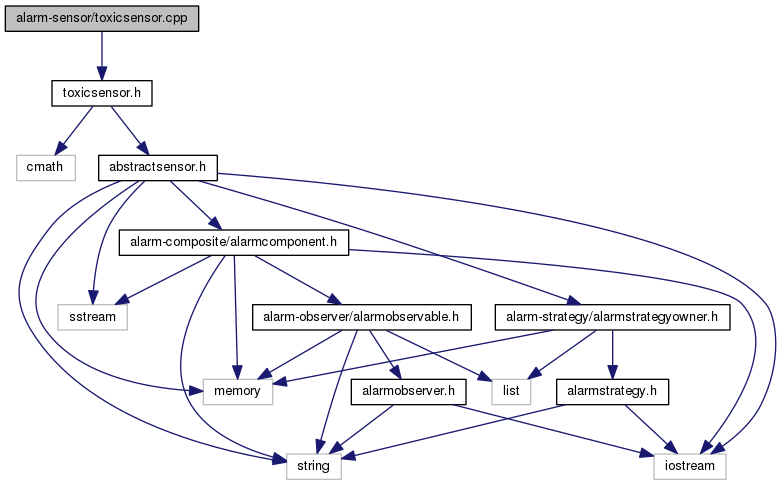 alarm-sensor/toxicsensor.cpp
toxicsensor.h
cmath
abstractsensor.h
alarm-composite/alarmcomponent.h
sstream
alarm-observer/alarmobservable.h
alarm-strategy/alarmstrategyowner.h
memory
alarmobserver.h
list
alarmstrategy.h
string
iostream